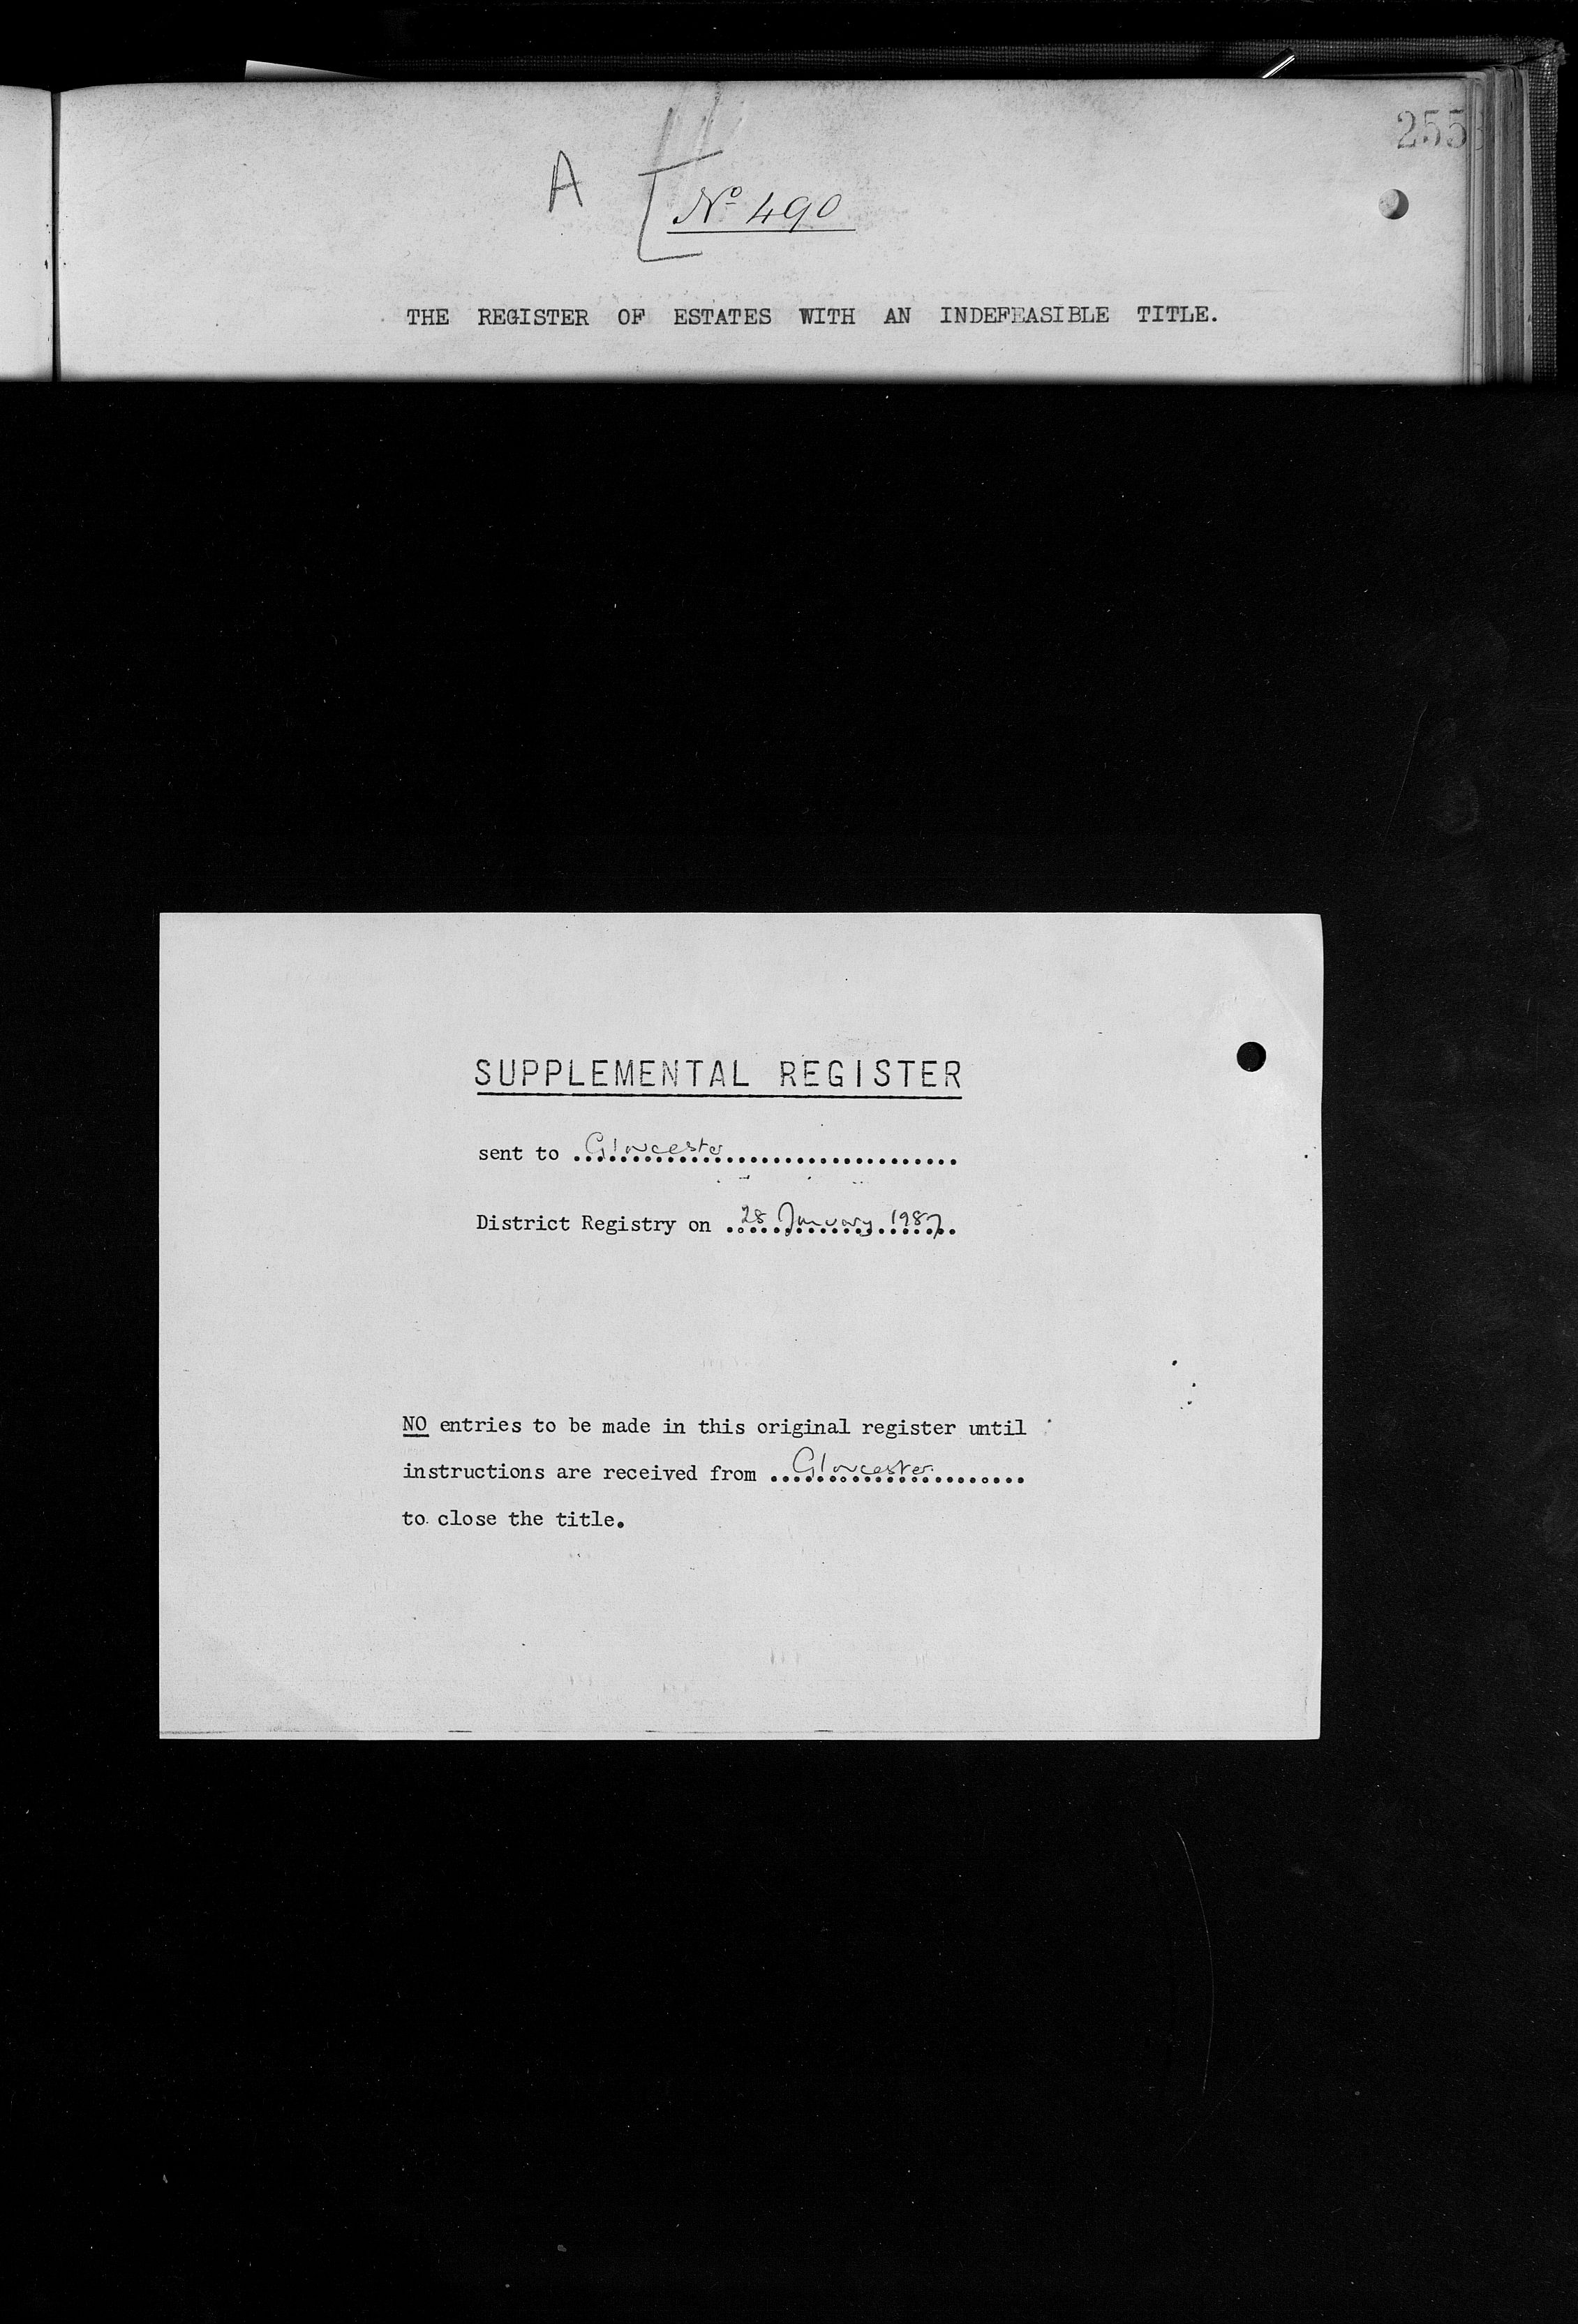 255
A [ Nº 490
THE REGISTER OF ESTATES WITH AN INDEFEASIBLE TITLE.
SUPPLEMENTAL REGISTER
sent to Gloucester
District Registry on 28 January 1987
NO entries to be made in this original register until
instructions are received from Gloucester
to close the title.